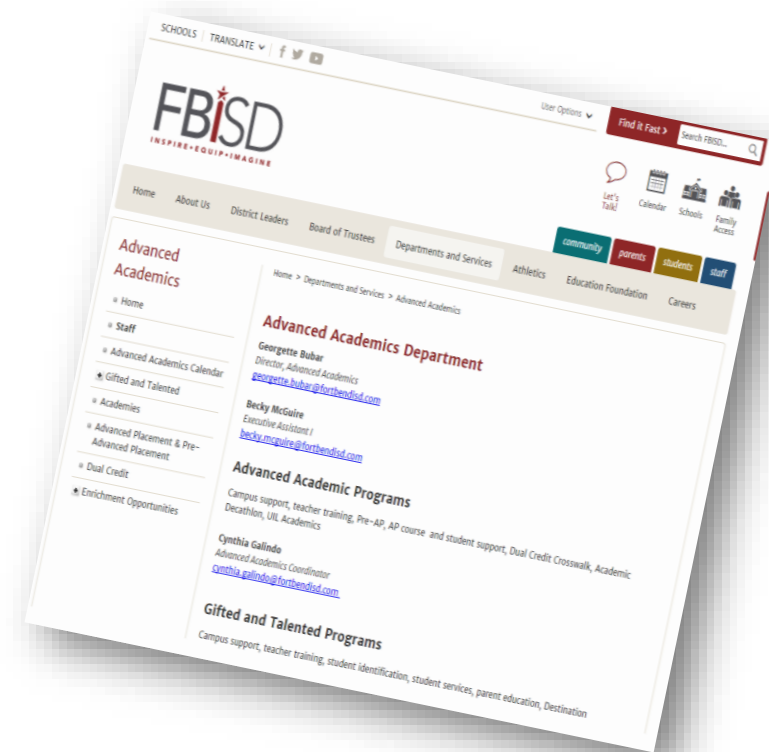 SCHOOLS TRANSLATE
User Options
Find it Fast >
Search FBISD...
FBISD
INSPIRE • EQUIP • IMAGINE
Let's Talk!
Calendar
Schools
Family Access
community
parents
students
staff
Home
About Us
District Leaders
Board of Trustees
Departments and Services
Athletics
Education Foundation
Careers
Advanced
Academics
Home
Staff
Advanced Academics Calendar
Gifted and Talented
Academies
Advanced Placement & Pre-
Advanced Placement
Dual Credit
Enrichment Opportunities
Home > Departments and Services > Advanced Academics
Advanced Academics Department
Georgette Bubar
Director, Advanced Academics
georgette.bubar@fortbendisd.com
Becky McGuire
Executive Assistant I
becky.mcguire@fortbendisd.com
Advanced Academic Programs
Campus support, teacher training, Pre-AP, AP course and student support, Dual Credit Crosswalk, Academic
Decathlon, UIL Academics
Cynthia Galindo
Advanced Academics Coordinator
cynthia.galindo@fortbendisd.com
Gifted and Talented Programs
Campus support, teacher training, student identification, student services, parent education, Destination